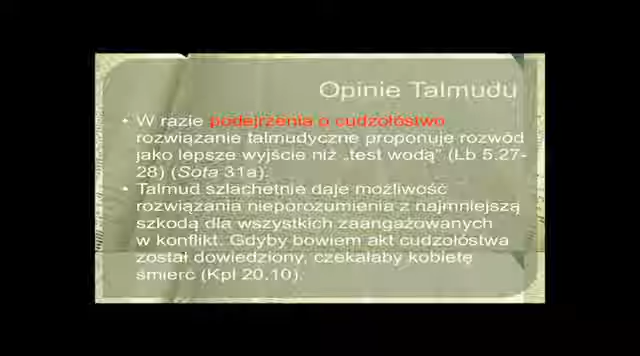 Opinie Talmudu
• W razie podejrzenia o cudzołóstwo
rozwiązanie talmudyczne proponuje rozwód
jako lepsze wyjście niż „test wodą” (Lb 5.27-
28) (Sota 31a).
• Talmud szlachetnie daje możliwość
rozwiązania nieporozumienia z najmniejszą
szkodą dla wszystkich zaangażowanych
w konflikt. Gdyby bowiem akt cudzołóstwa
został dowiedziony, czekałaby kobietę
śmierć (Kpł 20.10).